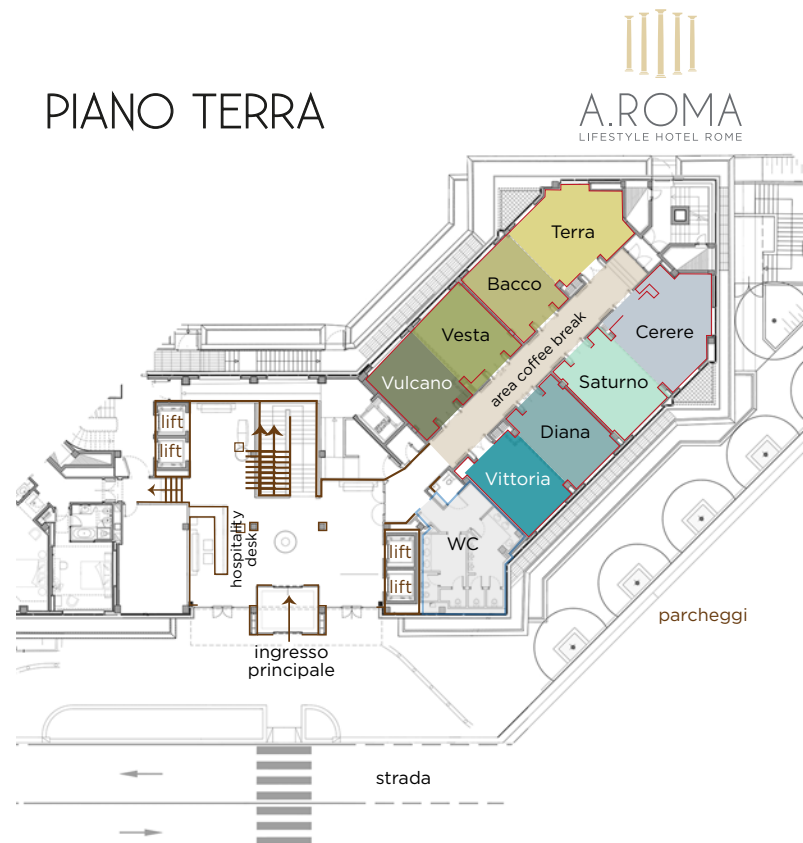 PIANO TERRA
A.ROMA
LIFESTYLE HOTEL ROME
Terra
Bacco
Vesta
Vulcano
area coffee break
Cerere
Saturno
Diana
Vittoria
WC
lift
lift
lift
lift
hospitality
desk
ingresso
principale
parcheggi
strada